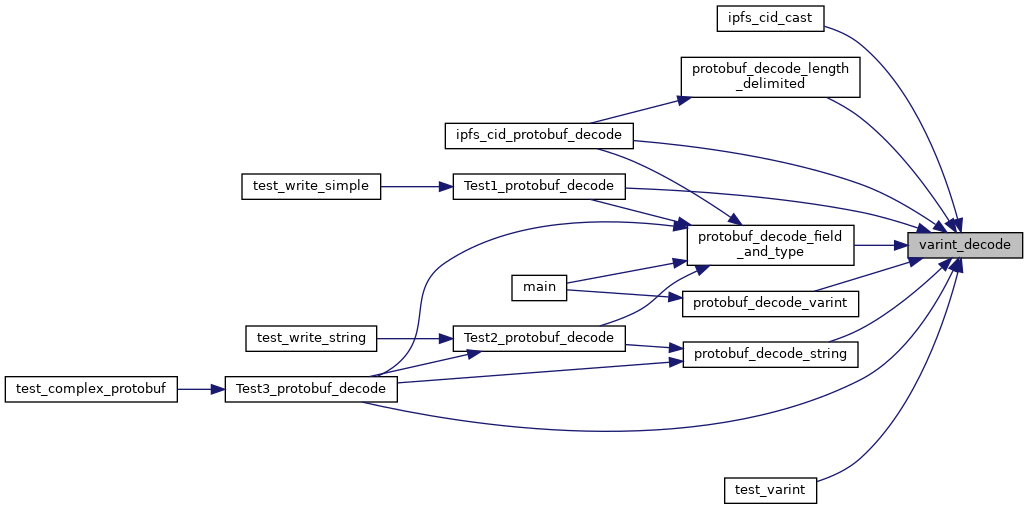 ipfs_cid_cast
protobuf_decode_length
_delimited
ipfs_cid_protobuf_decode
test_write_simple
Test1_protobuf_decode
protobuf_decode_field
_and_type
varint_decode
main
protobuf_decode_varint
test_write_string
Test2_protobuf_decode
protobuf_decode_string
test_complex_protobuf
Test3_protobuf_decode
test_varint